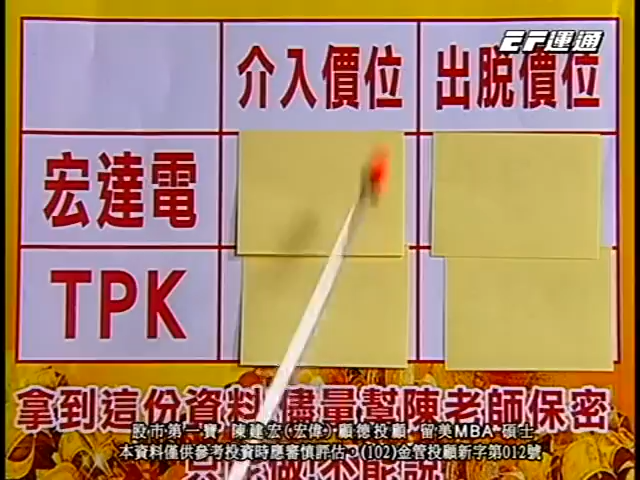 EF運通
介入價位 出脫價位
宏達電
TPK
拿到這份資料 儘量幫陳老師保密
股市第一寶 陳建宏(宏偉) 顧德投顧 留美MBA 碩士
本資料僅供參考投資時應審慎評估。(102)金管投顧新字第012號